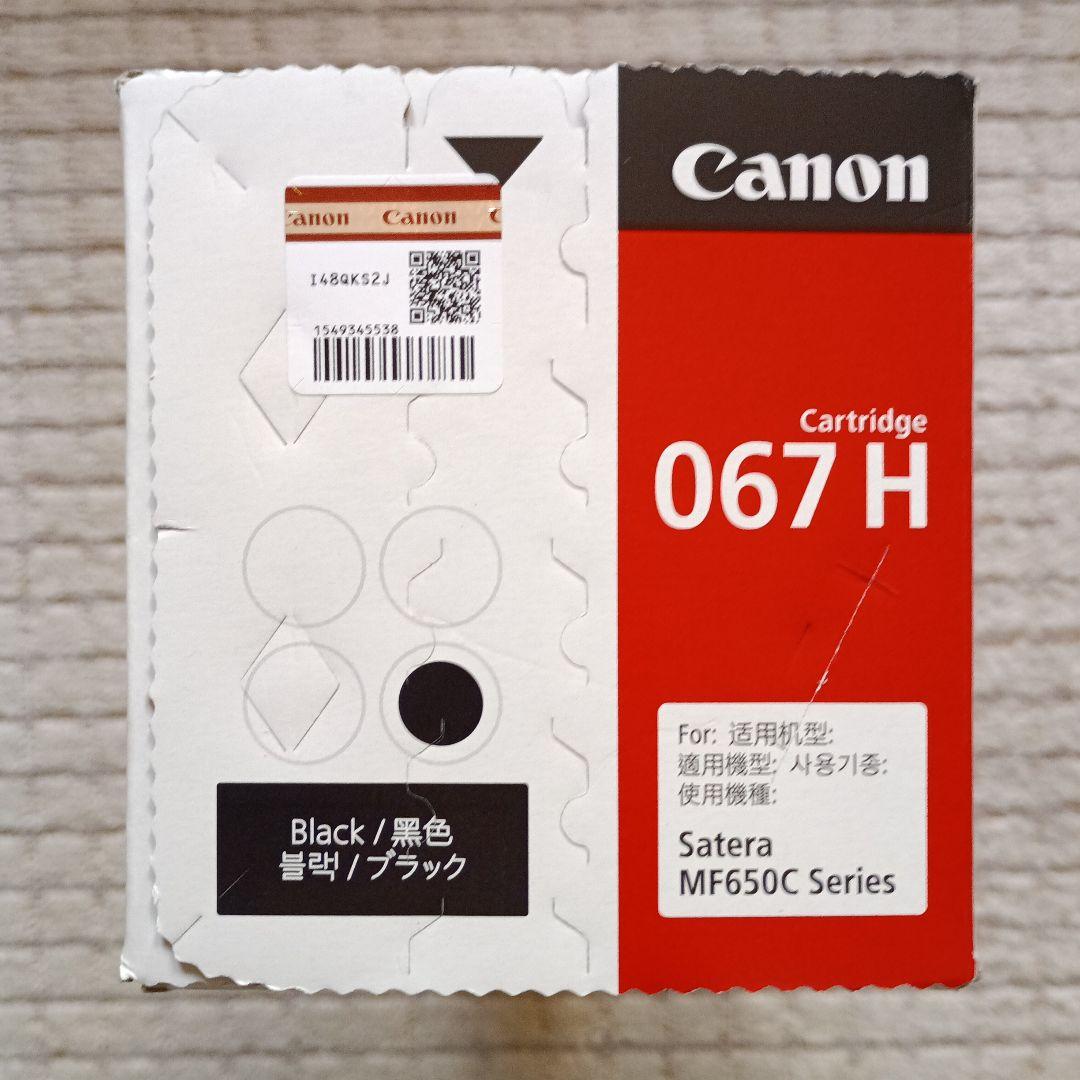 Canon
Canon Canon C
I48QKS2J
1549345538
Cartridge
067 H
For: 适用机型:
適用機型: 사용기종:
使用機種:
Satera
MF650C Series
Black / 黑色
블랙 / ブラック